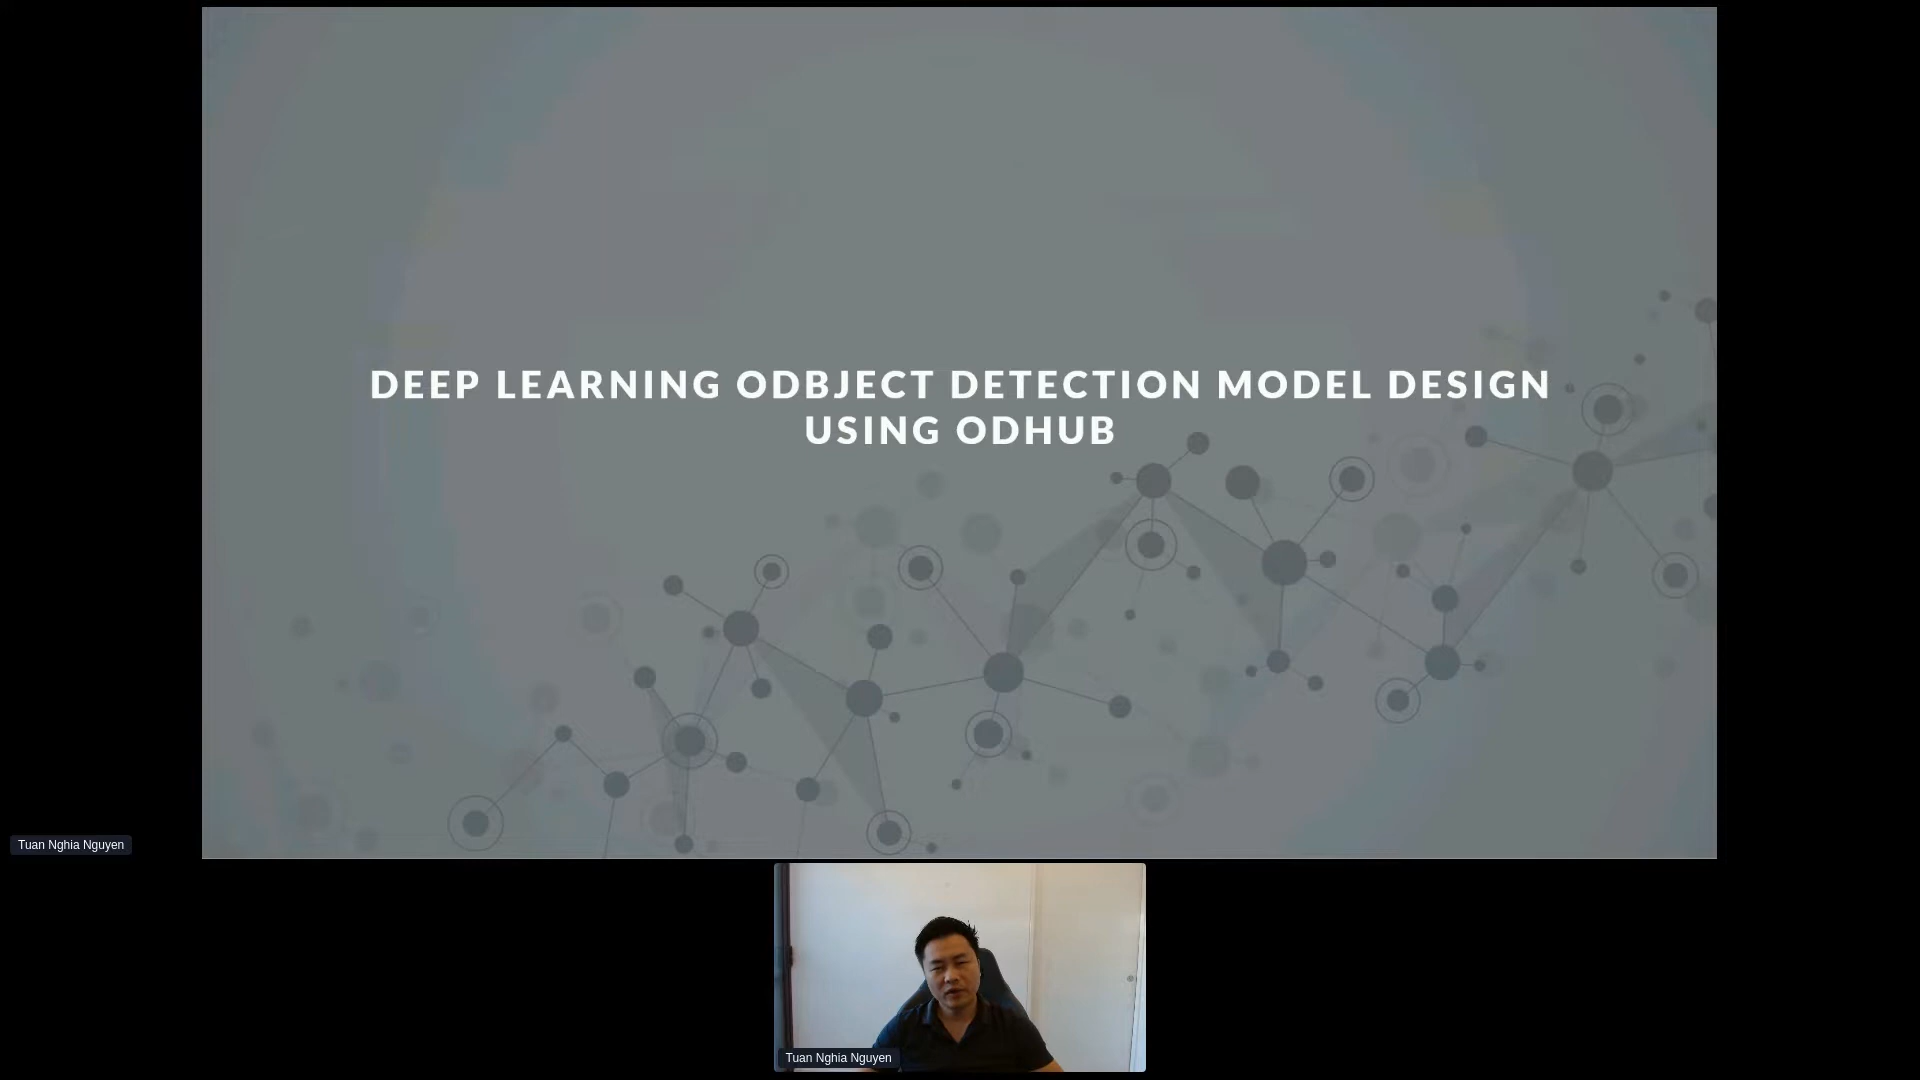 DEEP LEARNING ODBJECT DETECTION MODEL DESIGN
USING ODHUB
Tuan Nghia Nguyen
Tuan Nghia Nguyen